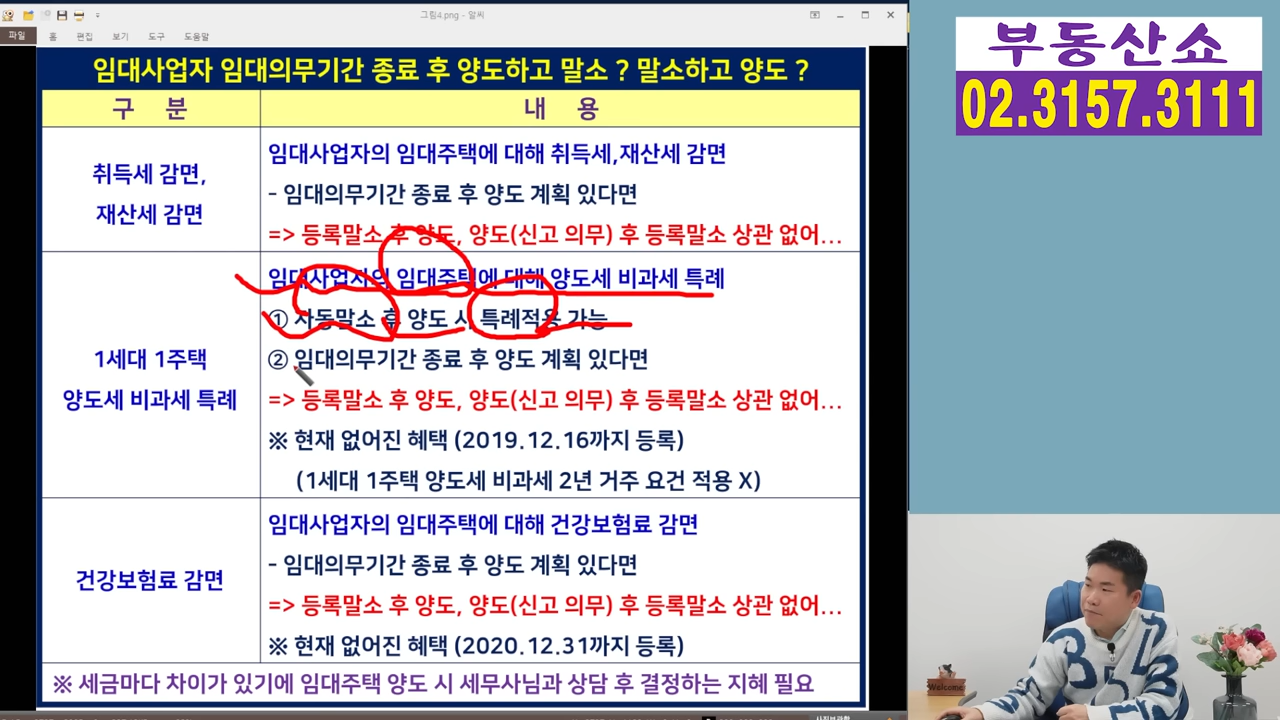 그림4.png - 알씨
파일 홈 편집 보기 도구 도움말
부동산쇼
02.3157.3111
임대사업자 임대의무기간 종료 후 양도하고 말소 ? 말소하고 양도 ?
구 분
내 용
취득세 감면,
재산세 감면
임대사업자의 임대주택에 대해 취득세,재산세 감면
- 임대의무기간 종료 후 양도 계획 있다면
=> 등록말소 후 양도, 양도(신고 의무) 후 등록말소 상관 없어...
1세대 1주택
양도세 비과세 특례
임대사업자의 임대주택에 대해 양도세 비과세 특례
① 자동말소 후 양도 시 특례적용 가능
② 임대의무기간 종료 후 양도 계획 있다면
=> 등록말소 후 양도, 양도(신고 의무) 후 등록말소 상관 없어...
※ 현재 없어진 혜택 (2019.12.16까지 등록)
(1세대 1주택 양도세 비과세 2년 거주 요건 적용 X)
건강보험료 감면
임대사업자의 임대주택에 대해 건강보험료 감면
- 임대의무기간 종료 후 양도 계획 있다면
=> 등록말소 후 양도, 양도(신고 의무) 후 등록말소 상관 없어...
※ 현재 없어진 혜택 (2020.12.31까지 등록)
※ 세금마다 차이가 있기에 임대주택 양도 시 세무사님과 상담 후 결정하는 지혜 필요
Welcome